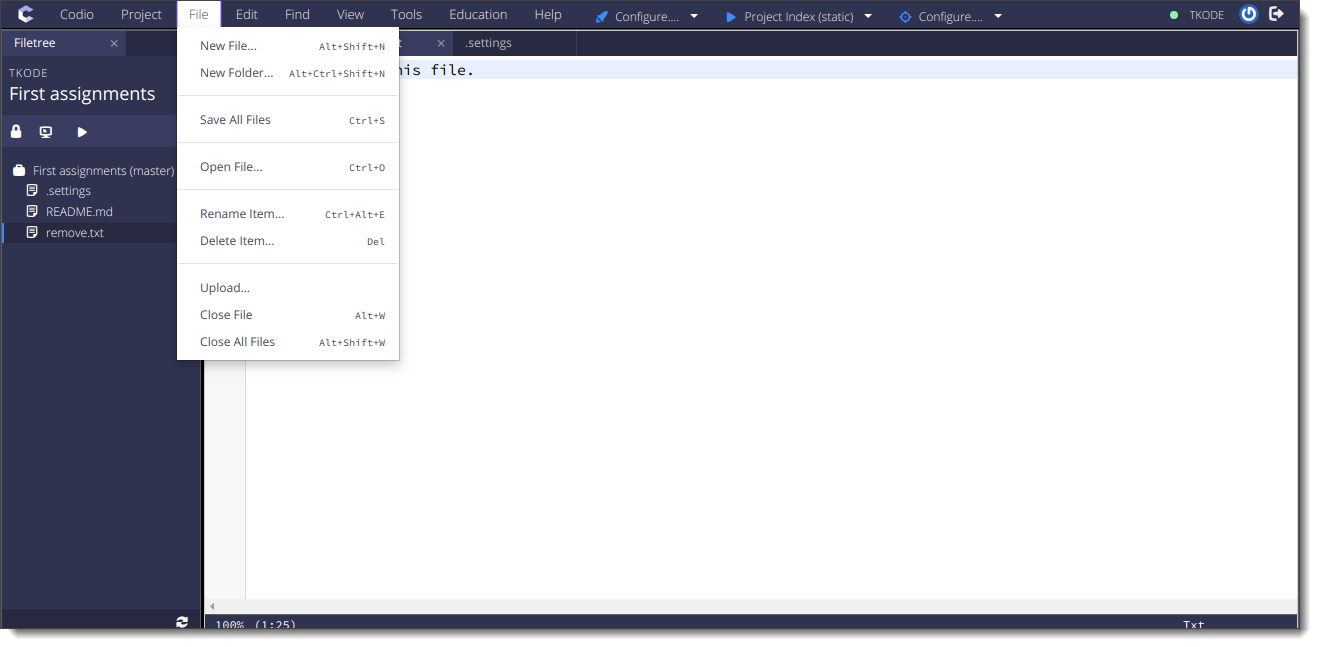 Codio Project File Edit Find View Tools Education Help Configure.... Project Index (static) Configure.... TKODE
Filetree .settings
TKODE
First assignments
First assignments (master)
.settings
README.md
remove.txt
New File... Alt+Shift+N
New Folder... Alt+Ctrl+Shift+N
Save All Files Ctrl+S
Open File... Ctrl+O
Rename Item... Ctrl+Alt+E
Delete Item... Del
Upload...
Close File Alt+W
Close All Files Alt+Shift+W
file.
100% (1:25) Txt